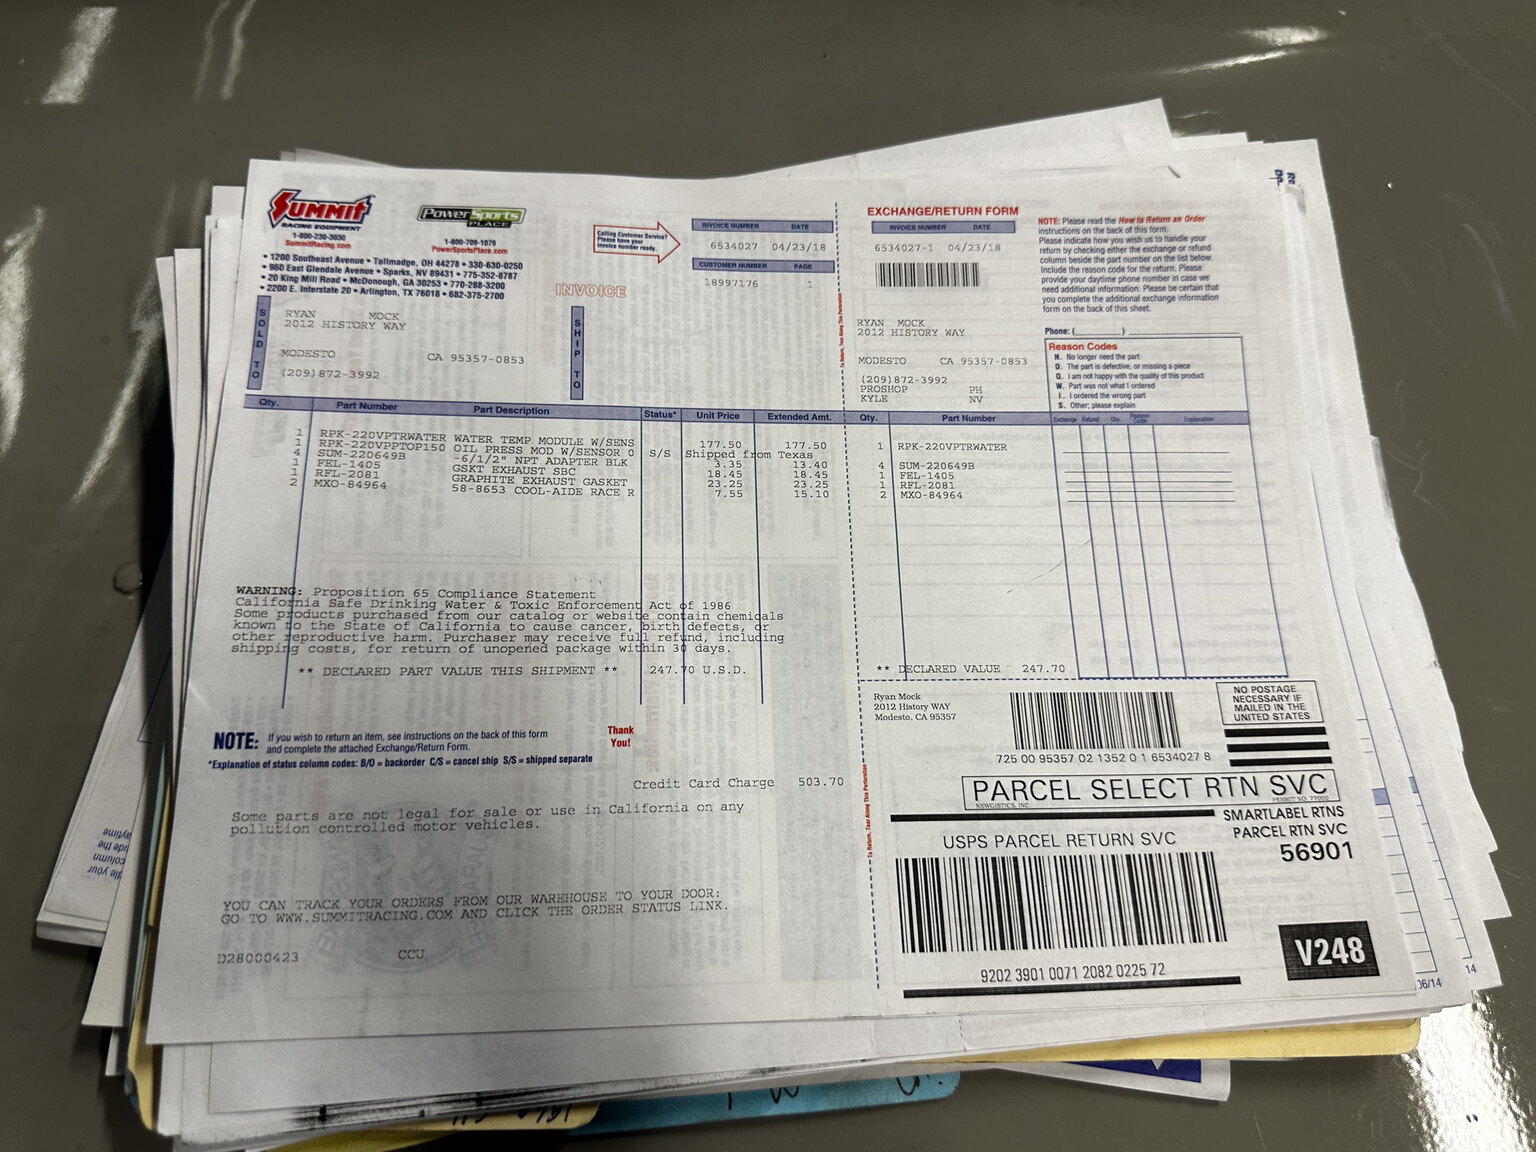 SUMMIT
RACING EQUIPMENT
1-800-230-3030
SummitRacing.com
PowerSports
PLACE
1-800-709-1079
PowerSportsPlace.com
• 1200 Southeast Avenue • Tallmadge, OH 44278 • 330-630-0250
• 960 East Glendale Avenue • Sparks, NV 89431 • 775-352-8787
• 20 King Mill Road • McDonough, GA 30253 • 770-288-3200
• 2200 E. Interstate 20 • Arlington, TX 76018 • 682-375-2700
INVOICE
Calling Customer Service?
Please have your
invoice number ready.
INVOICE NUMBER DATE
6534027 04/23/18
CUSTOMER NUMBER PAGE
18997176 1
SOLD TO
RYAN MOCK
2012 HISTORY WAY
MODESTO CA 95357-0853
(209)872-3992
SHIP TO
Qty. Part Number Part Description Status* Unit Price Extended Amt.
1 RPK-220VPTRWATER WATER TEMP MODULE W/SENS 177.50 177.50
1 RPK-220VPPTOP150 OIL PRESS MOD W/SENSOR 0 S/S Shipped from Texas
4 SUM-220649B -6/1/2" NPT ADAPTER BLK 3.35 13.40
1 FEL-1405 GSKT EXHAUST SBC 18.45 18.45
1 RFL-2081 GRAPHITE EXHAUST GASKET 23.25 23.25
2 MXO-84964 58-8653 COOL-AIDE RACE R 7.55 15.10
WARNING: Proposition 65 Compliance Statement
California Safe Drinking Water & Toxic Enforcement Act of 1986
Some products purchased from our catalog or website contain chemicals
known to the State of California to cause cancer, birth defects, or
other reproductive harm. Purchaser may receive full refund, including
shipping costs, for return of unopened package within 30 days.
** DECLARED PART VALUE THIS SHIPMENT ** 247.70 U.S.D.
NOTE: If you wish to return an item, see instructions on the back of this form
and complete the attached Exchange/Return Form.
*Explanation of status column codes: B/O = backorder C/S = cancel ship S/S = shipped separate
Thank
You!
Credit Card Charge 503.70
Some parts are not legal for sale or use in California on any
pollution controlled motor vehicles.
YOU CAN TRACK YOUR ORDERS FROM OUR WAREHOUSE TO YOUR DOOR:
GO TO WWW.SUMMITRACING.COM AND CLICK THE ORDER STATUS LINK.
D28000423 CCU
To Return, Tear Along This Perforation
To Return, Tear Along This Perforation
EXCHANGE/RETURN FORM
INVOICE NUMBER DATE
6534027-1 04/23/18
RYAN MOCK
2012 HISTORY WAY
MODESTO CA 95357-0853
(209)872-3992
PROSHOP PH
KYLE NV
NOTE: Please read the How to Return an Order
instructions on the back of this form.
Please indicate how you wish us to handle your
return by checking either the exchange or refund
column beside the part number on the list below.
Include the reason code for the return. Please
provide your daytime phone number in case we
need additional information. Please be certain that
you complete the additional exchange information
form on the back of this sheet.
Phone: ( )
Reason Codes
N. No longer need the part
D. The part is defective, or missing a piece
Q. I am not happy with the quality of this product
W. Part was not what I ordered
I. I ordered the wrong part
S. Other; please explain
Qty. Part Number Exchange Refund Qty. Reason Code Explanation
1 RPK-220VPTRWATER
4 SUM-220649B
1 FEL-1405
1 RFL-2081
2 MXO-84964
** DECLARED VALUE 247.70
Ryan Mock
2012 History WAY
Modesto, CA 95357
725 00 95357 02 1352 0 1 6534027 8
NO POSTAGE
NECESSARY IF
MAILED IN THE
UNITED STATES
PARCEL SELECT RTN SVC
NEWGISTICS, INC PERMIT NO. 77000
SMARTLABEL RTNS
PARCEL RTN SVC
56901
USPS PARCEL RETURN SVC
9202 3901 0071 2082 0225 72
V248
06/14
14